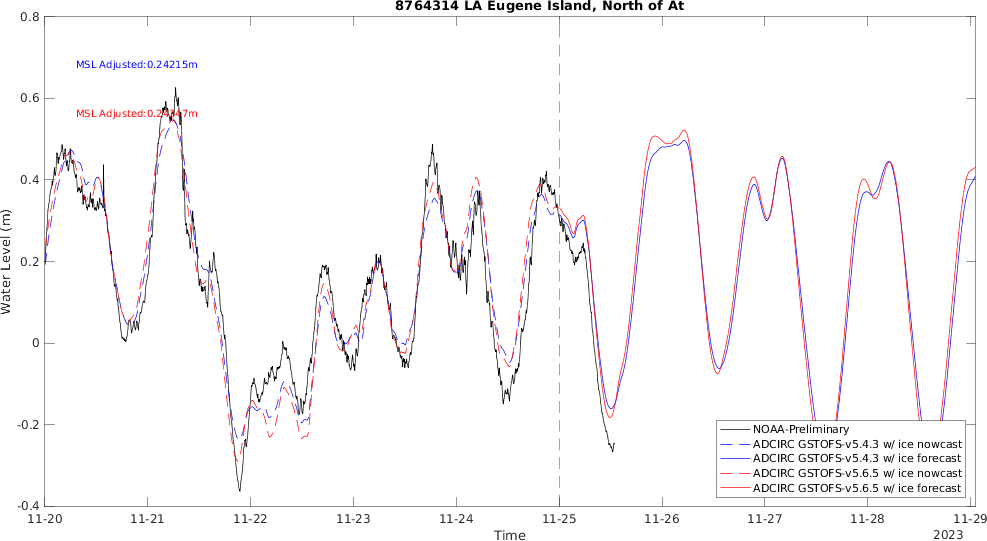 8764314 LA Eugene Island, North of At
0.8
MSL Adjusted:0.24215m
0.6
MSL Adjusted:0.24347m
0.4
0.2
Water Level (m)
0
-0.2
NOAA-Preliminary
ADCIRC GSTOFS-v5.4.3 w/ ice nowcast
ADCIRC GSTOFS-v5.4.3 w/ ice forecast
ADCIRC GSTOFS-v5.6.5 w/ ice nowcast
ADCIRC GSTOFS-v5.6.5 w/ ice forecast
-0.4
11-20 11-21 11-22 11-23 11-24 11-25 11-26 11-27 11-28 11-29
Time
2023